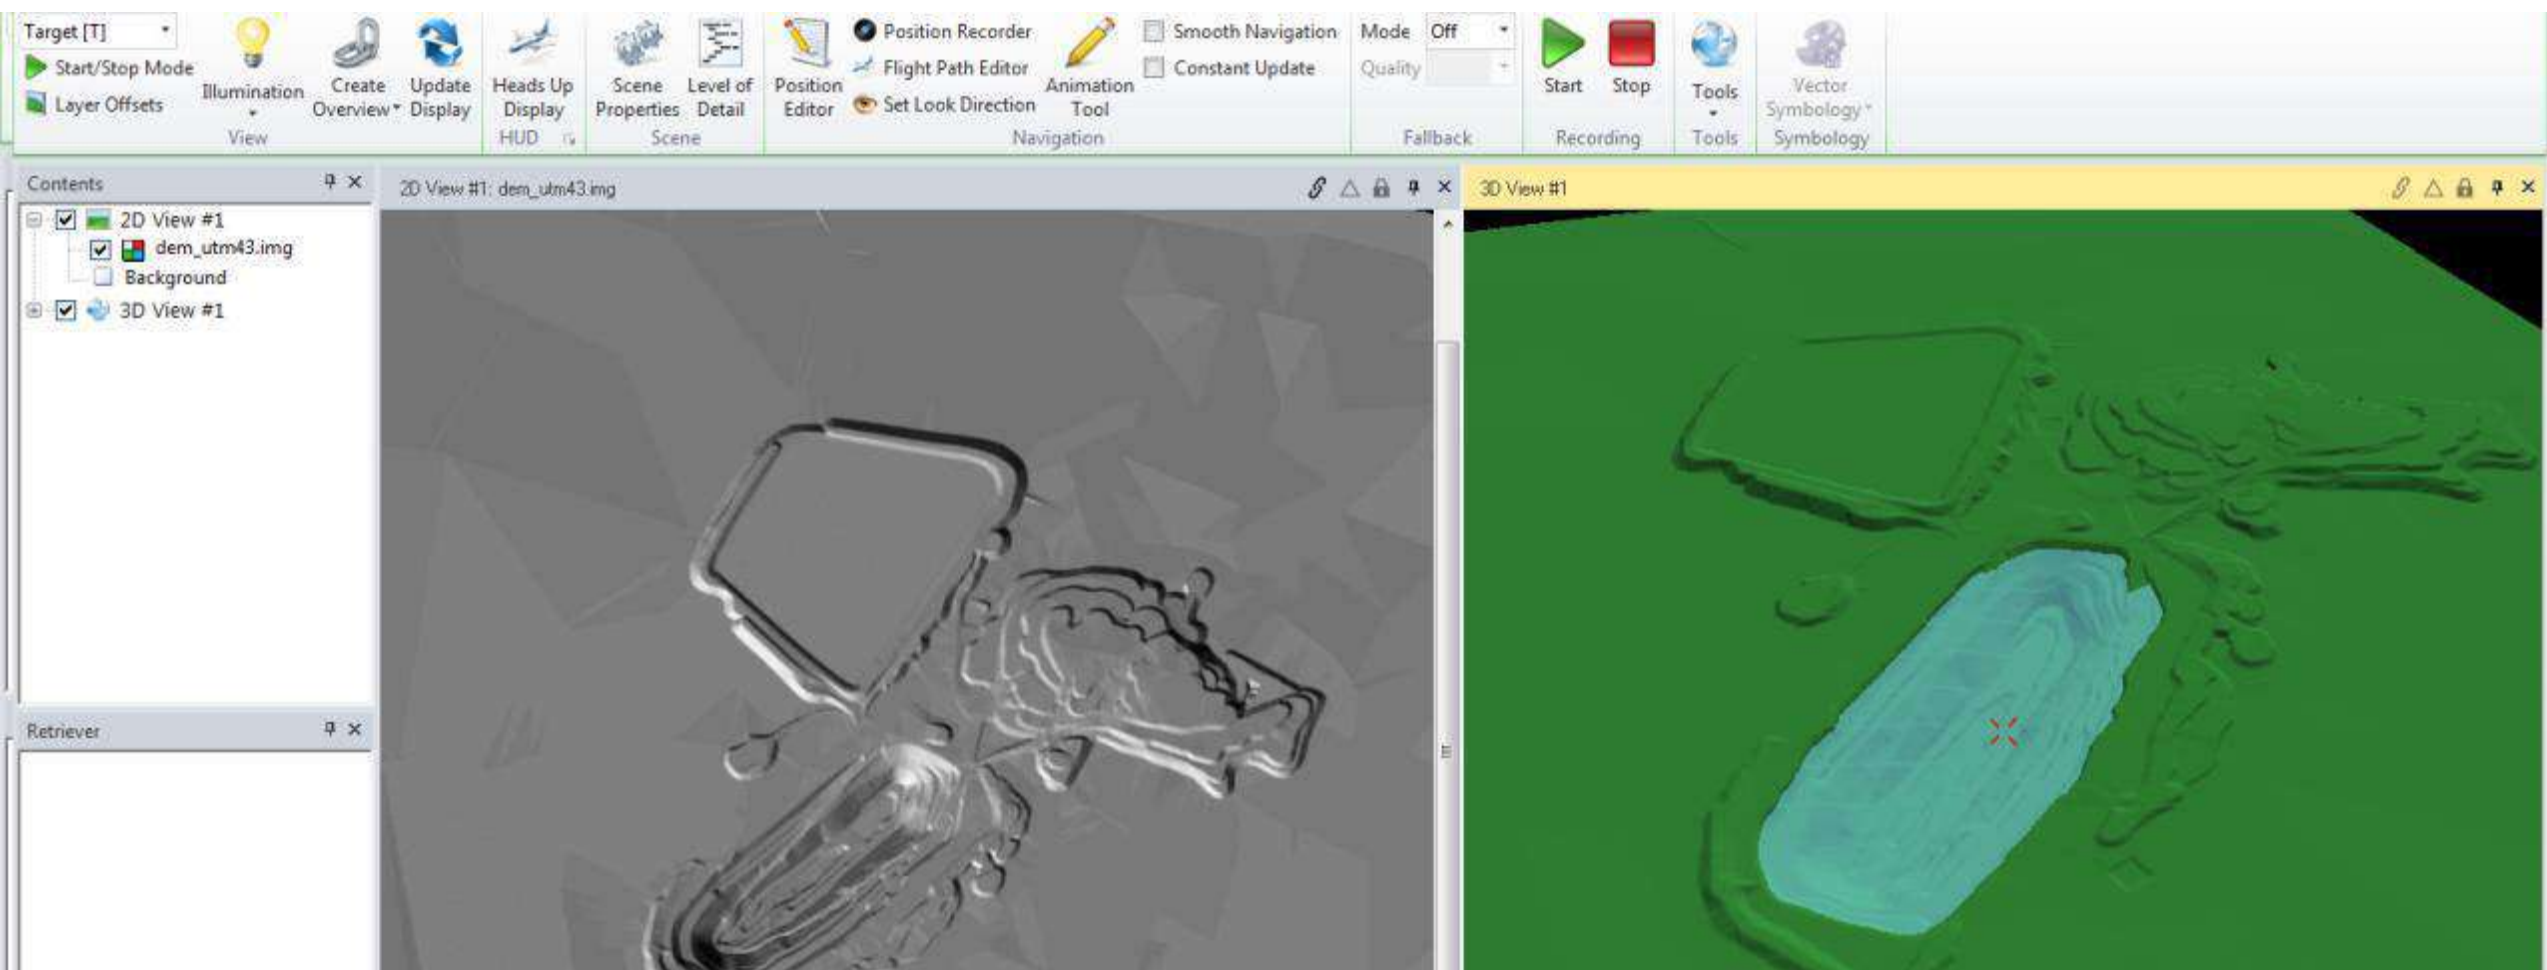 Target [T]
Start/Stop Mode
Layer Offsets
Illumination
Create
Overview
Update
Display
View
Heads Up
Display
HUD
Scene
Properties
Level of
Detail
Scene
Position
Editor
Position Recorder
Flight Path Editor
Set Look Direction
Animation
Tool
Smooth Navigation
Constant Update
Navigation
Mode Off
Quality
Fallback
Start
Stop
Recording
Tools
Tools
Vector
Symbology
Symbology
Contents
2D View #1
dem_utm43.img
Background
3D View #1
Retriever
2D View #1: dem_utm43.img
3D View #1